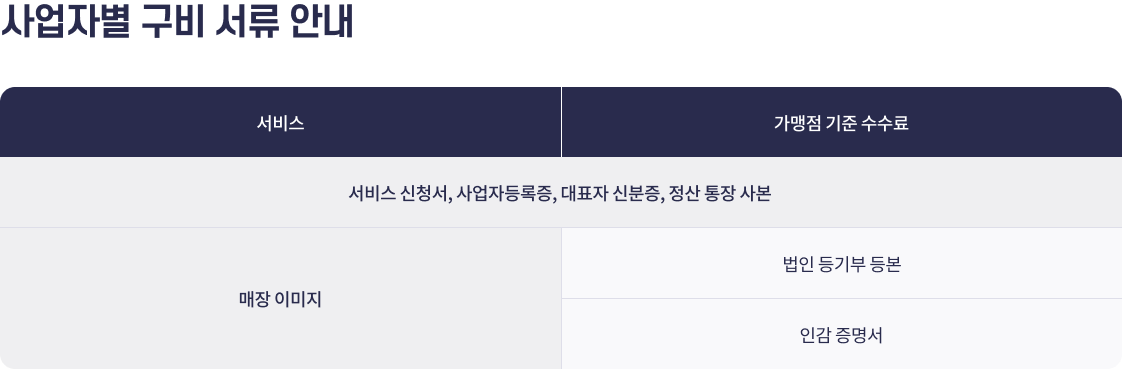 사업자별 구비 서류 안내
서비스
가맹점 기준 수수료
서비스 신청서, 사업자등록증, 대표자 신분증, 정산 통장 사본
매장 이미지
법인 등기부 등본
인감 증명서